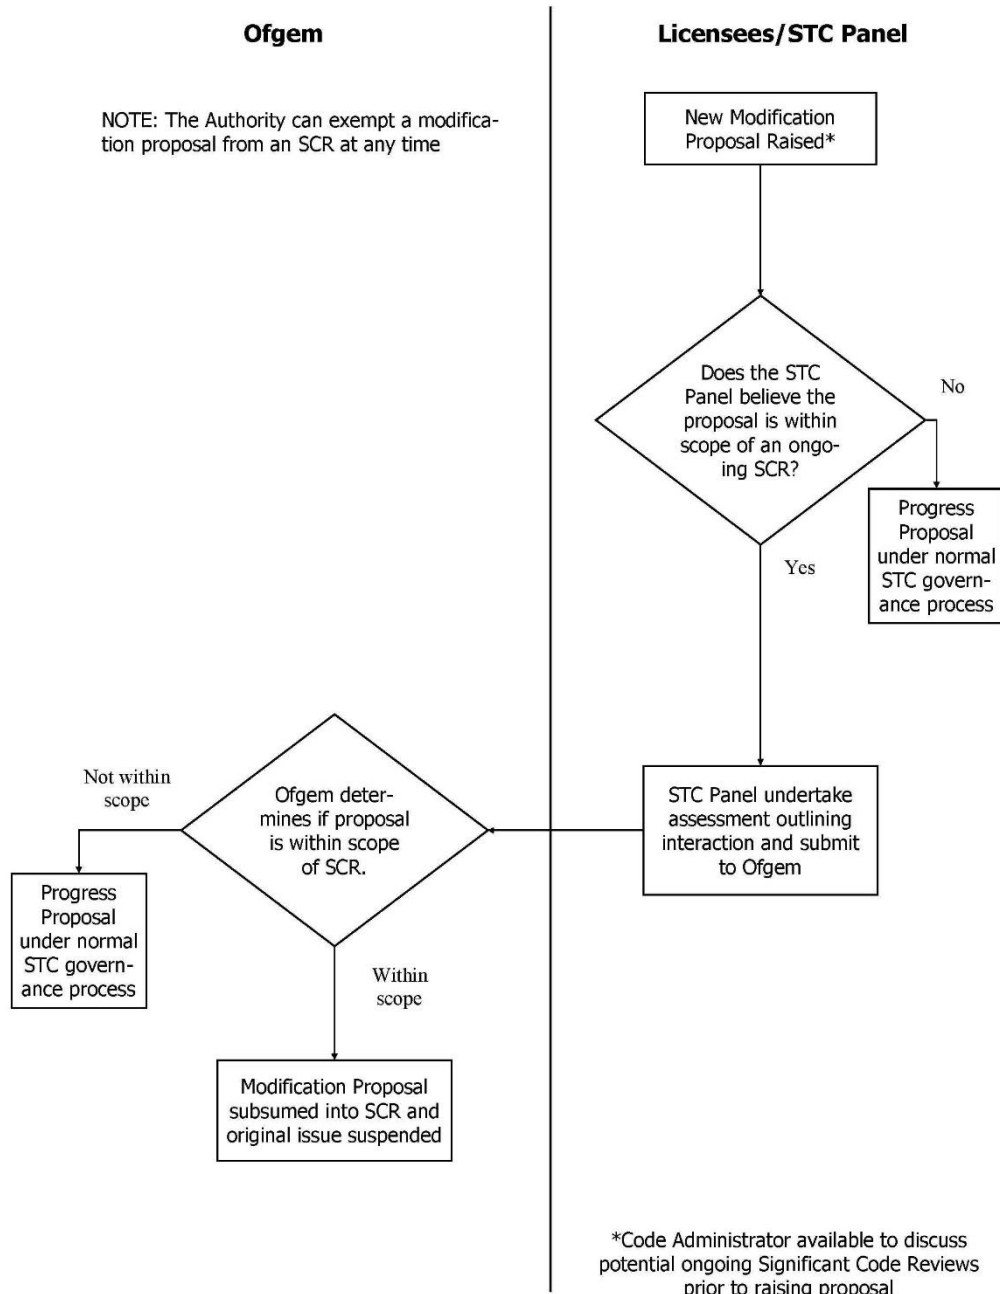 Ofgem
Licensees/STC Panel
NOTE: The Authority can exempt a modifica-
tion proposal from an SCR at any time
New Modification
Proposal Raised*
Does the STC
Panel believe the
proposal is within
scope of an ongo-
ing SCR?
No
Progress
Proposal
under normal
STC govern-
ance process
Yes
STC Panel undertake
assessment outlining
interaction and submit
to Ofgem
Ofgem deter-
mines if proposal
is within scope
of SCR.
Not within
scope
Progress
Proposal
under normal
STC govern-
ance process
Within
scope
Modification Proposal
subsumed into SCR and
original issue suspended
*Code Administrator available to discuss
potential ongoing Significant Code Reviews
prior to raising proposal